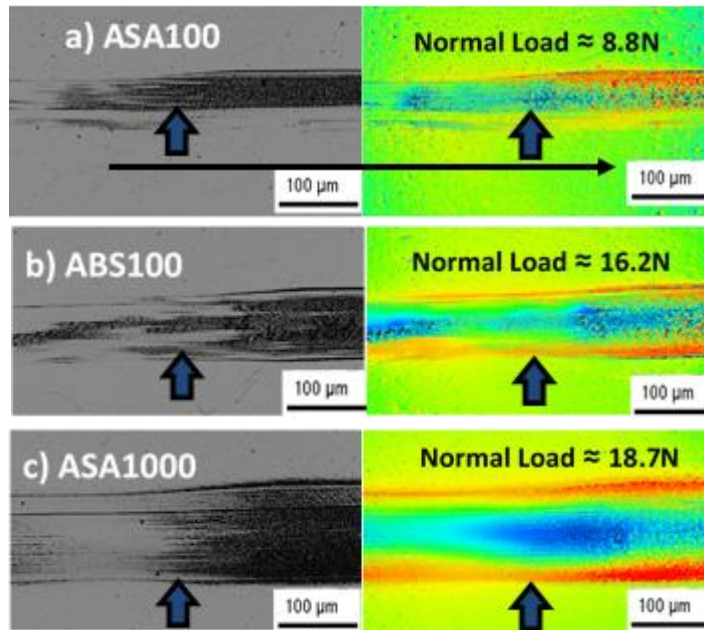 a) ASA100
Normal Load ≈ 8.8N
100 µm
100 µm
b) ABS100
Normal Load ≈ 16.2N
100 µm
100 µm
c) ASA1000
Normal Load ≈ 18.7N
100 µm
100 µm